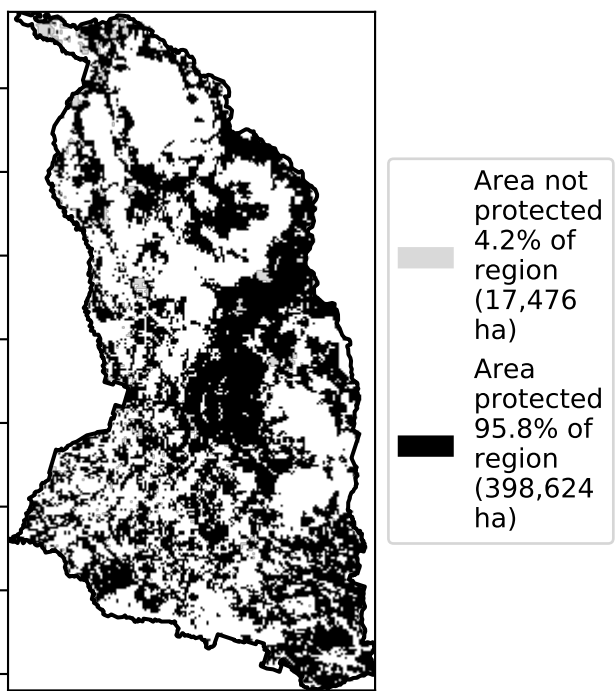 Area not
protected
4.2% of
region
(17,476
ha)
Area
protected
95.8% of
region
(398,624
ha)